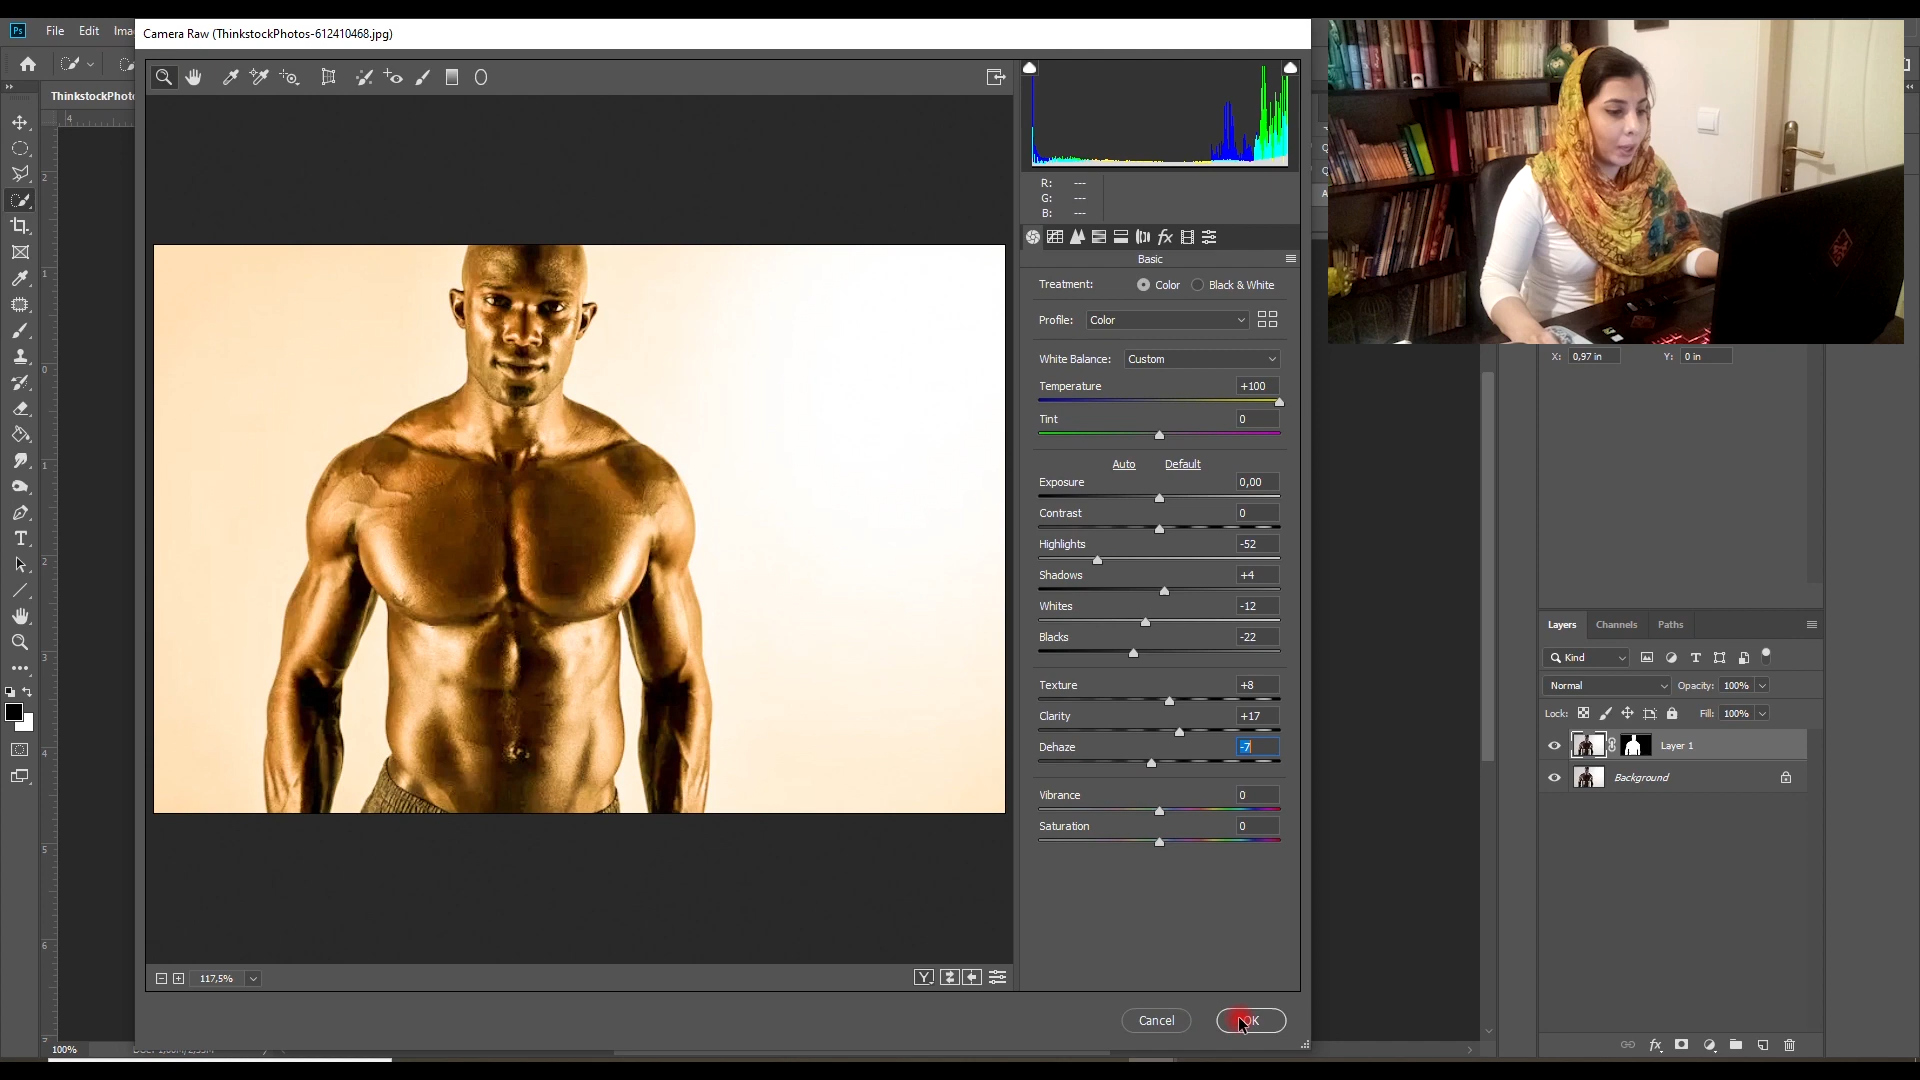 Ps File Edit Ima
Camera Raw (ThinkstockPhotos-612410468.jpg)
ThinkstockPhoto
R: ---
G: ---
B: ---
Basic
Treatment: Color Black & White
Profile: Color
White Balance: Custom
Temperature +100
Tint 0
Auto Default
Exposure 0,00
Contrast 0
Highlights -52
Shadows +4
Whites -12
Blacks -22
Texture +8
Clarity +17
Dehaze -7
Vibrance 0
Saturation 0
117,5%
Cancel OK
100%
X: 0,97 in Y: 0 in
Layers Channels Paths
Kind
Normal Opacity: 100%
Lock: Fill: 100%
Layer 1
Background